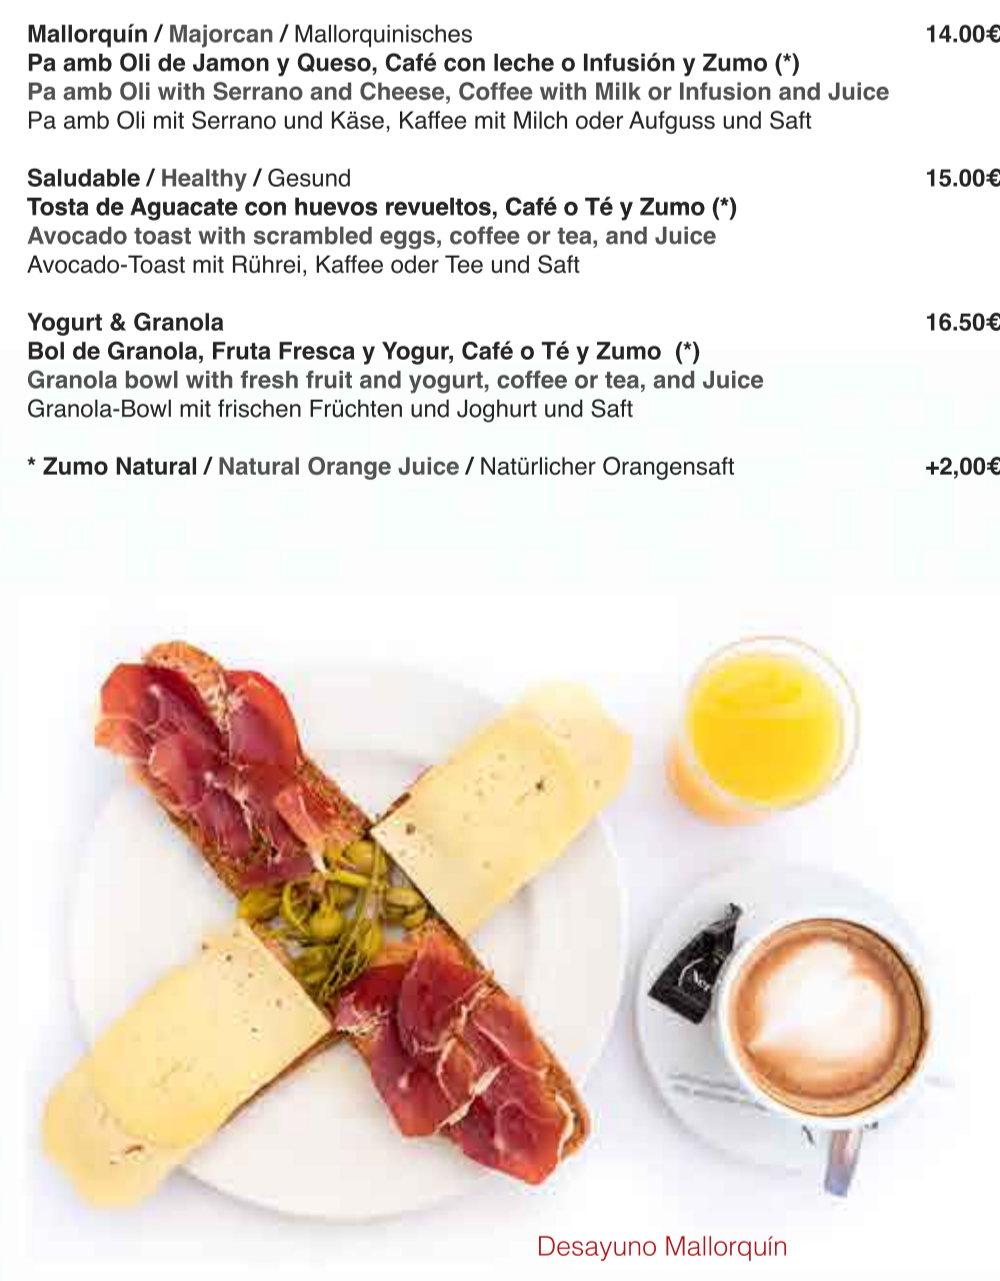 Mallorquín / Majorcan / Mallorquinisches 14.00€
Pa amb Oli de Jamon y Queso, Café con leche o Infusión y Zumo (*)
Pa amb Oli with Serrano and Cheese, Coffee with Milk or Infusion and Juice
Pa amb Oli mit Serrano und Käse, Kaffee mit Milch oder Aufguss und Saft
Saludable / Healthy / Gesund 15.00€
Tosta de Aguacate con huevos revueltos, Café o Té y Zumo (*)
Avocado toast with scrambled eggs, coffee or tea, and Juice
Avocado-Toast mit Rührei, Kaffee oder Tee und Saft
Yogurt & Granola 16.50€
Bol de Granola, Fruta Fresca y Yogur, Café o Té y Zumo (*)
Granola bowl with fresh fruit and yogurt, coffee or tea, and Juice
Granola-Bowl mit frischen Früchten und Joghurt und Saft
* Zumo Natural / Natural Orange Juice / Natürlicher Orangensaft +2,00€
Desayuno Mallorquín